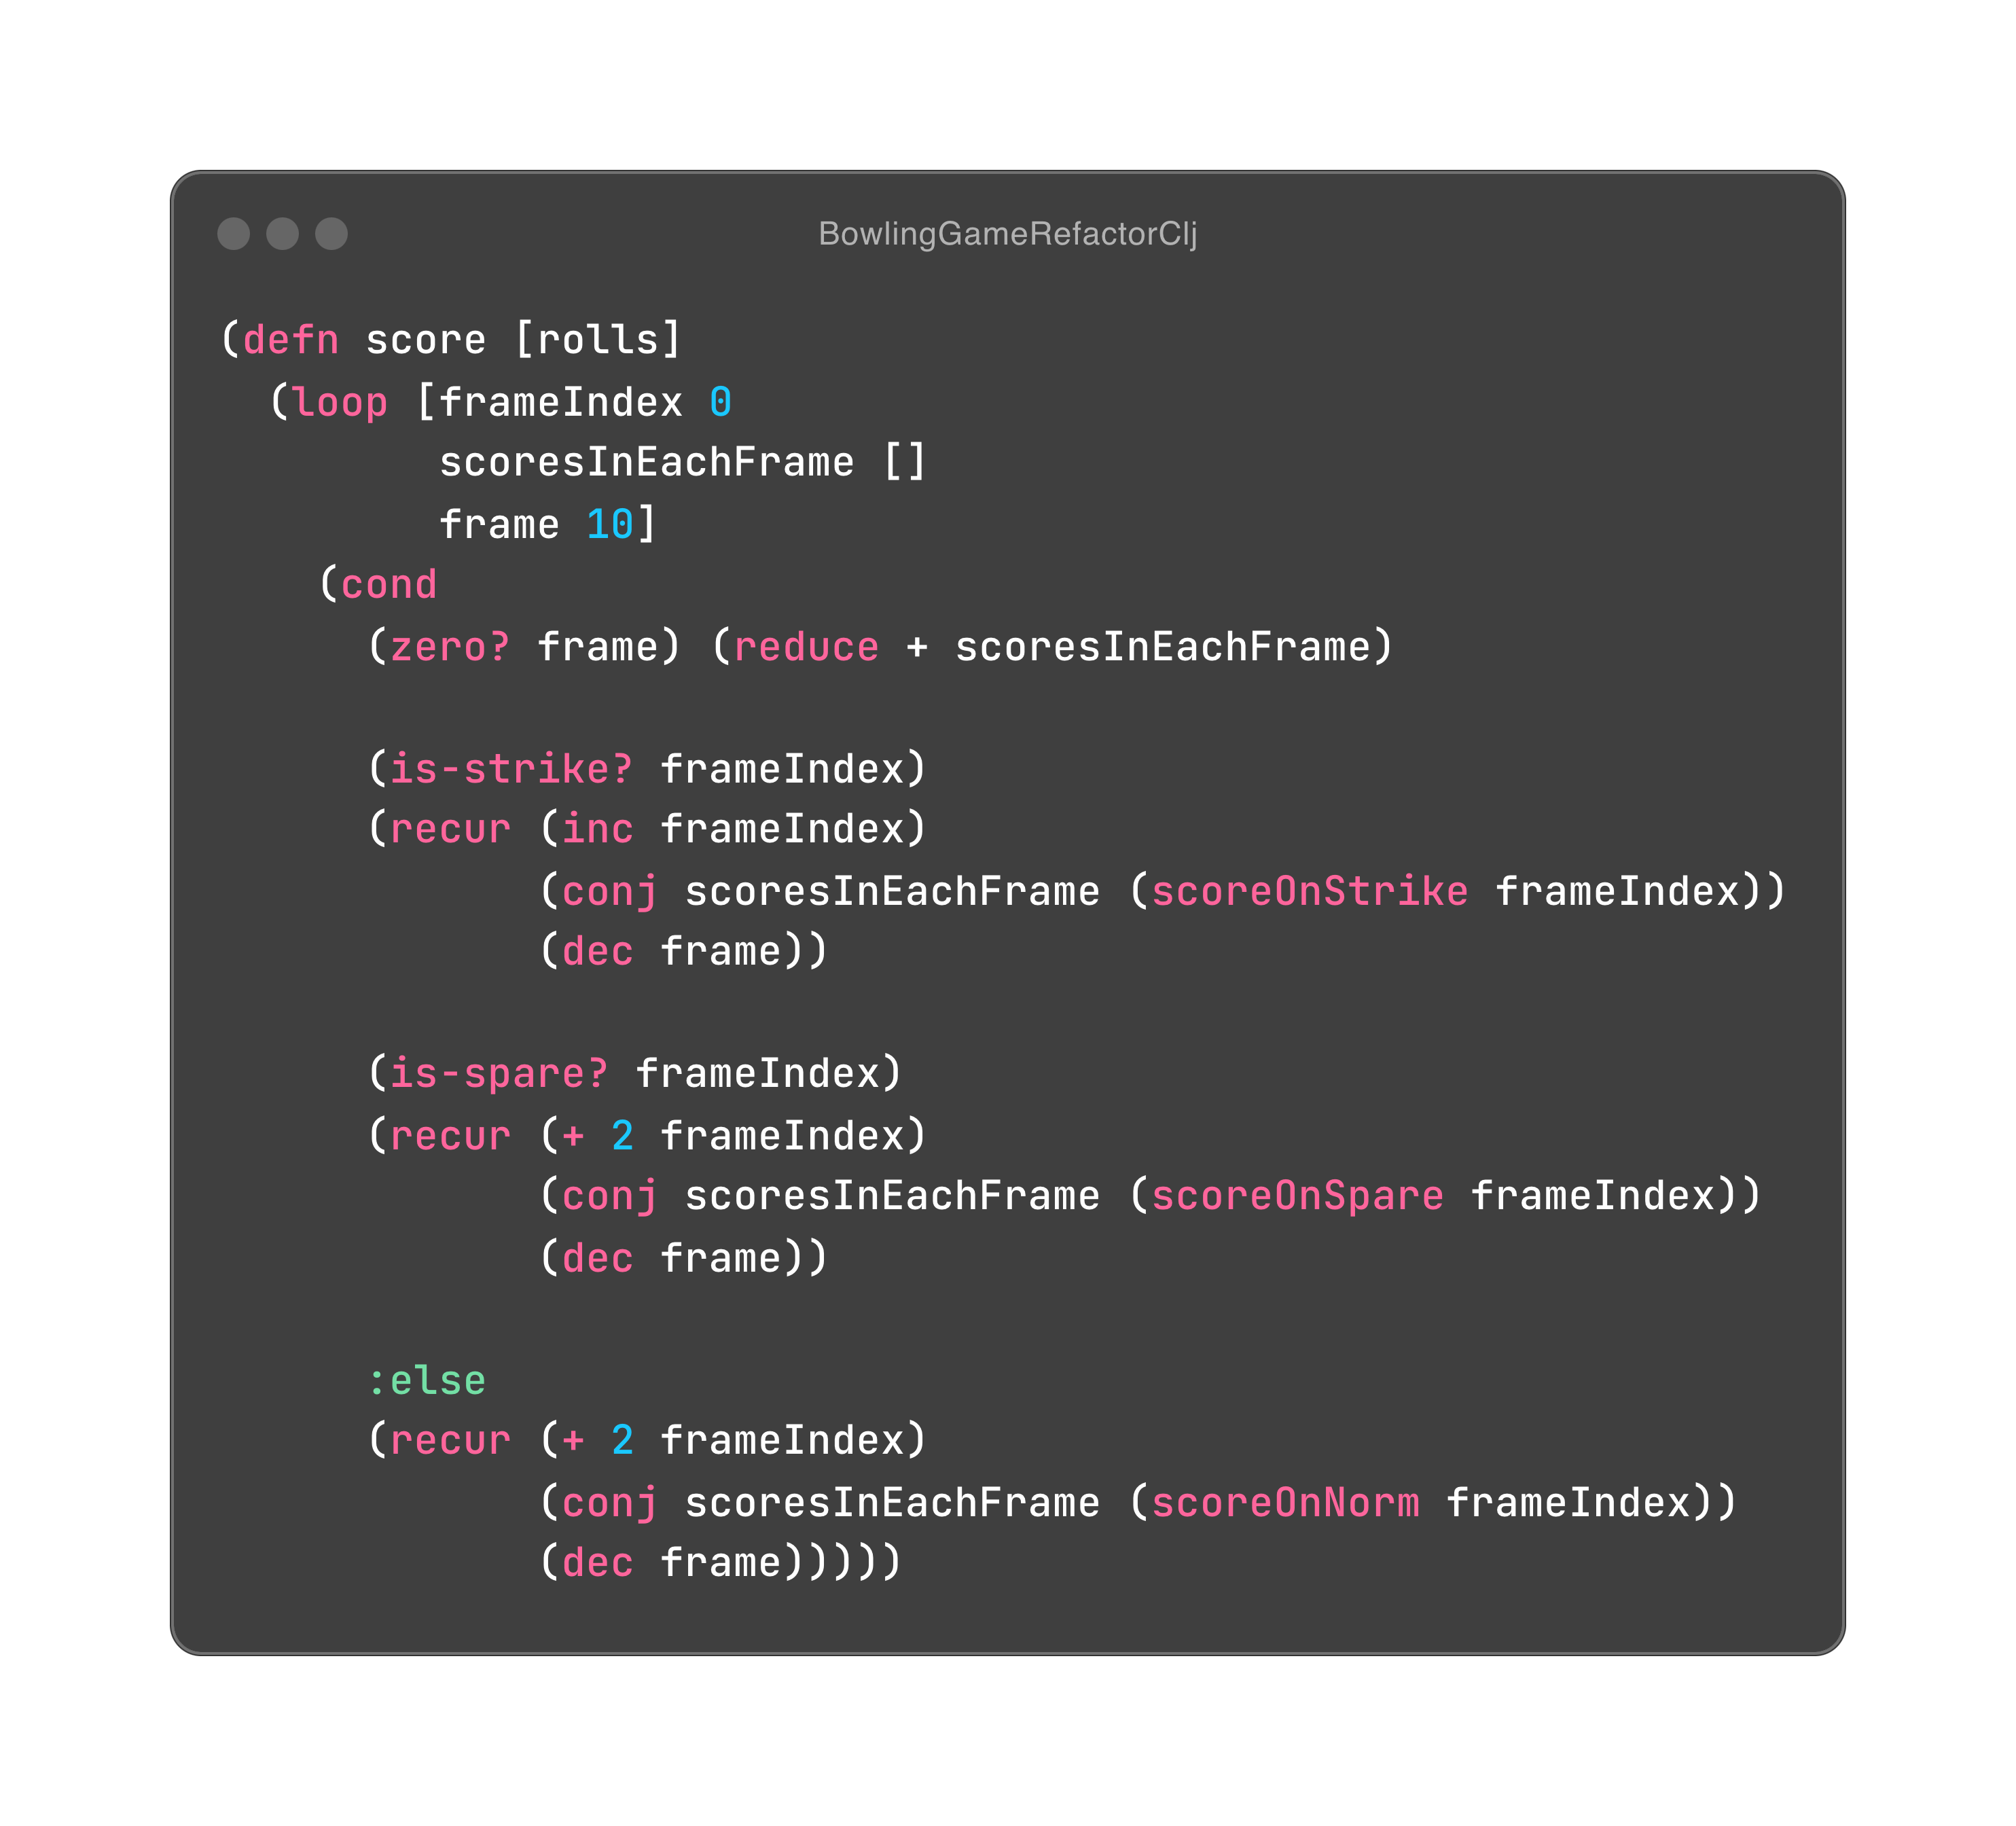 BowlingGameRefactorClj
(defn score [rolls]
  (loop [frameIndex 0
         scoresInEachFrame []
         frame 10]
    (cond
      (zero? frame) (reduce + scoresInEachFrame)

      (is-strike? frameIndex)
      (recur (inc frameIndex)
             (conj scoresInEachFrame (scoreOnStrike frameIndex))
             (dec frame))

      (is-spare? frameIndex)
      (recur (+ 2 frameIndex)
             (conj scoresInEachFrame (scoreOnSpare frameIndex))
             (dec frame))

      :else
      (recur (+ 2 frameIndex)
             (conj scoresInEachFrame (scoreOnNorm frameIndex))
             (dec frame)))))